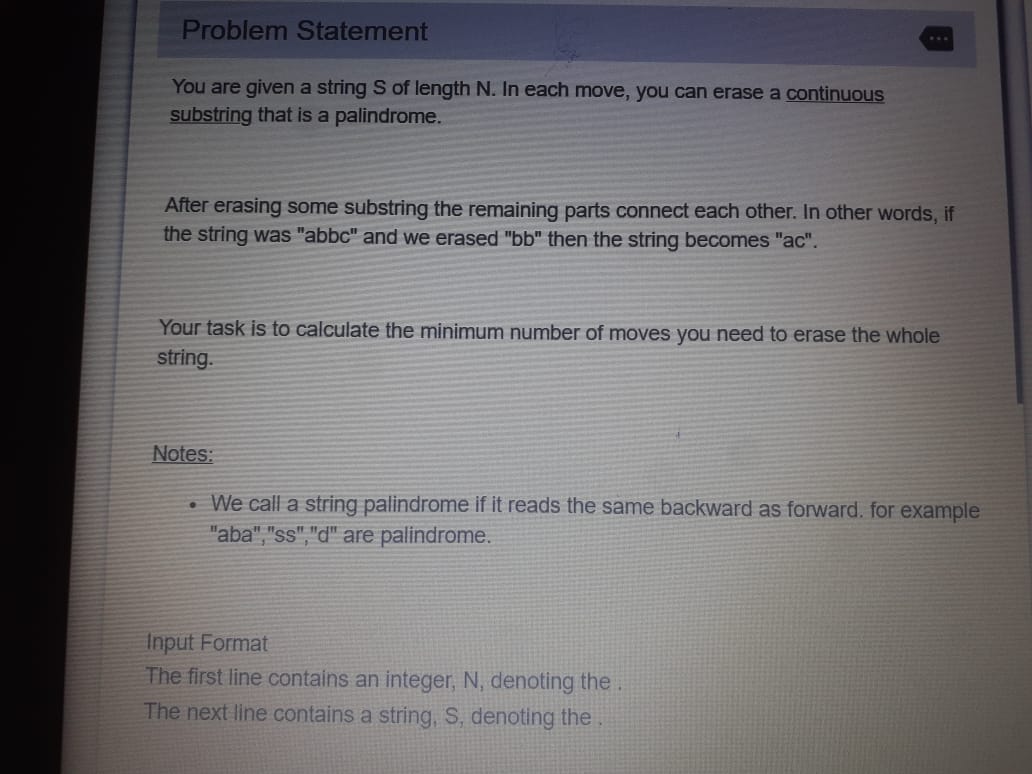 Problem Statement
You are given a string S of length N. In each move, you can erase a continuous
substring that is a palindrome.
After erasing some substring the remaining parts connect each other. In other words, if
the string was "abbc" and we erased "bb" then the string becomes "ac".
Your task is to calculate the minimum number of moves you need to erase the whole
string.
Notes:
• We call a string palindrome if it reads the same backward as forward. for example
"aba","ss","d" are palindrome.
Input Format
The first line contains an integer, N, denoting the .
The next line contains a string, S, denoting the .